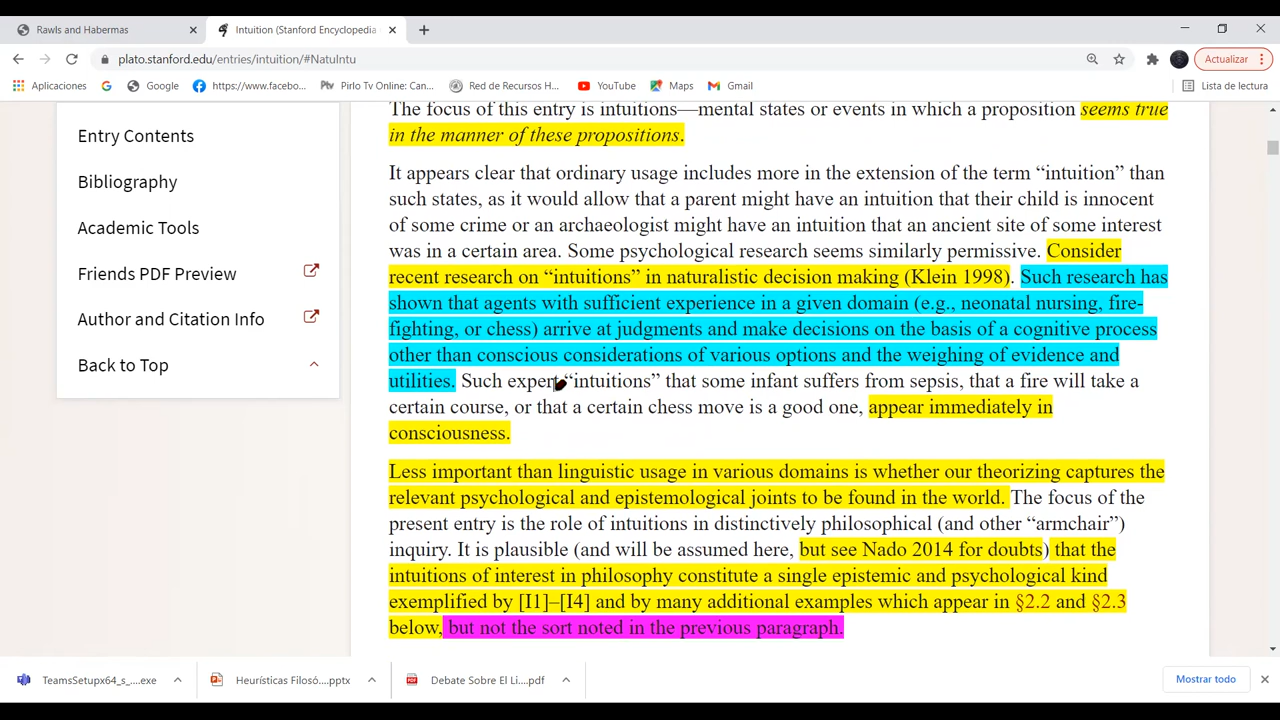 Rawls and Habermas
Intuition (Stanford Encyclopedia
plato.stanford.edu/entries/intuition/#NatuIntu
Actualizar
Aplicaciones
Google
https://www.facebo...
Pirlo Tv Online: Can...
Red de Recursos H...
YouTube
Maps
Gmail
Lista de lectura
Entry Contents
Bibliography
Academic Tools
Friends PDF Preview
Author and Citation Info
Back to Top
The focus of this entry is intuitions—mental states or events in which a proposition seems true
in the manner of these propositions.
It appears clear that ordinary usage includes more in the extension of the term “intuition” than
such states, as it would allow that a parent might have an intuition that their child is innocent
of some crime or an archaeologist might have an intuition that an ancient site of some interest
was in a certain area. Some psychological research seems similarly permissive. Consider
recent research on “intuitions” in naturalistic decision making (Klein 1998). Such research has
shown that agents with sufficient experience in a given domain (e.g., neonatal nursing, fire-
fighting, or chess) arrive at judgments and make decisions on the basis of a cognitive process
other than conscious considerations of various options and the weighing of evidence and
utilities. Such expert “intuitions” that some infant suffers from sepsis, that a fire will take a
certain course, or that a certain chess move is a good one, appear immediately in
consciousness.
Less important than linguistic usage in various domains is whether our theorizing captures the
relevant psychological and epistemological joints to be found in the world. The focus of the
present entry is the role of intuitions in distinctively philosophical (and other “armchair”)
inquiry. It is plausible (and will be assumed here, but see Nado 2014 for doubts) that the
intuitions of interest in philosophy constitute a single epistemic and psychological kind
exemplified by [I1]–[I4] and by many additional examples which appear in §2.2 and §2.3
below, but not the sort noted in the previous paragraph.
TeamsSetupx64_s_....exe
Heurísticas Filosó....pptx
Debate Sobre El Li....pdf
Mostrar todo